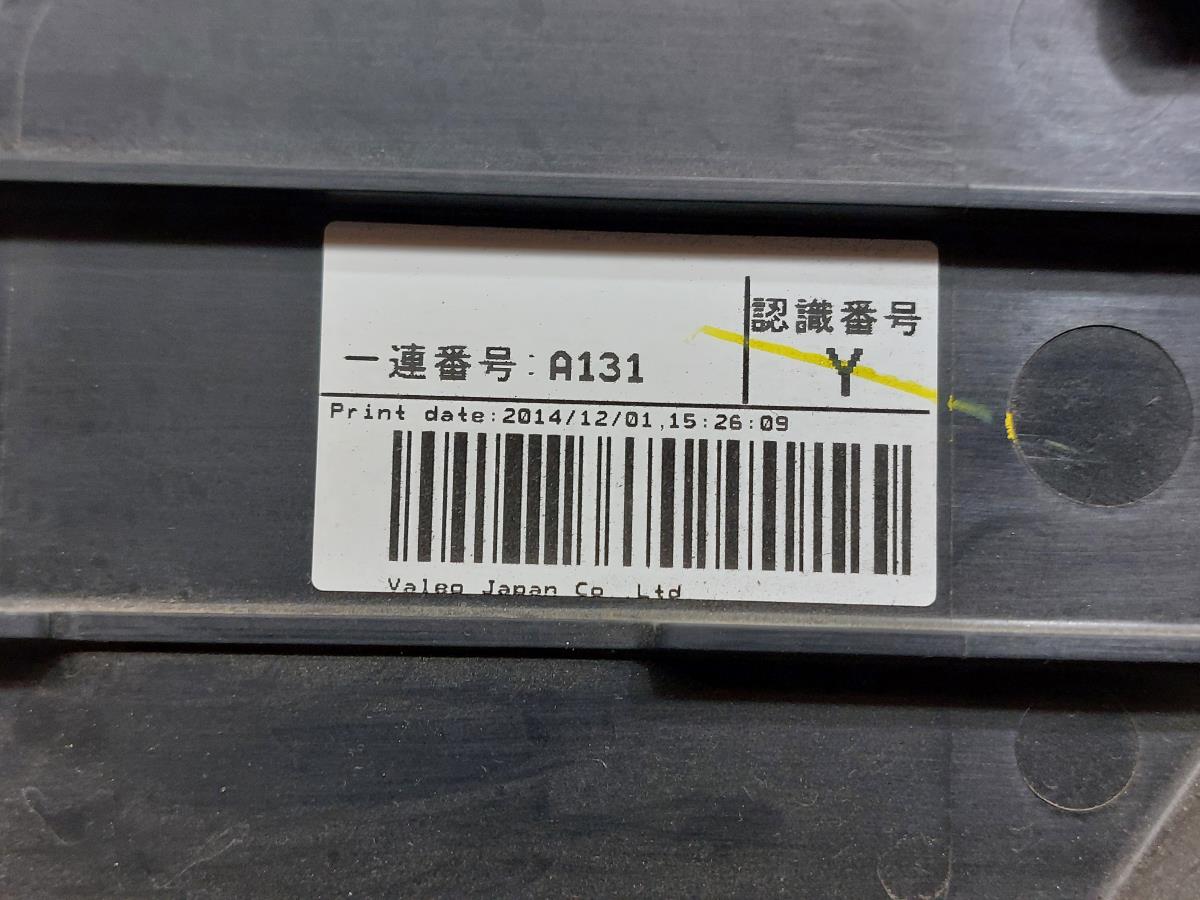 認識番号
一連番号:A131
Y
Print date:2014/12/01,15:26:09
Valeo Japan Co.,Ltd